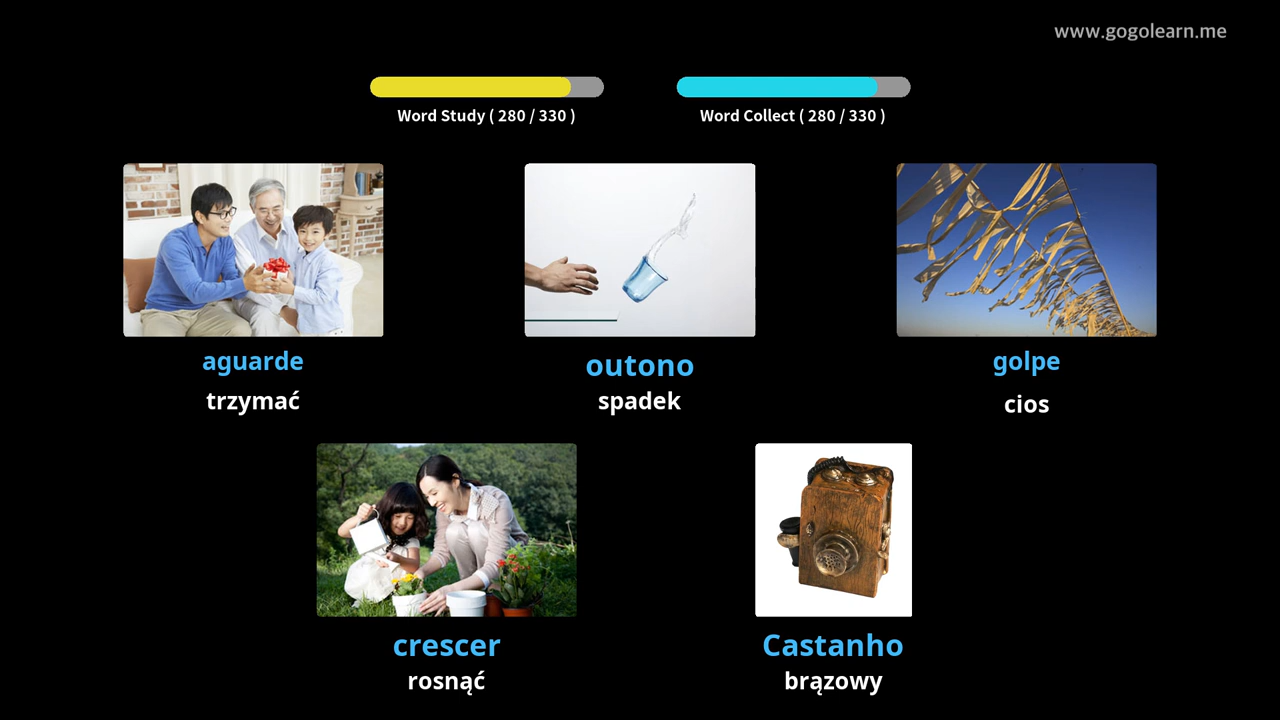 www.gogolearn.me
Word Study ( 280 / 330 )
Word Collect ( 280 / 330 )
aguarde
trzymać
outono
spadek
golpe
cios
crescer
rosnąć
Castanho
brązowy